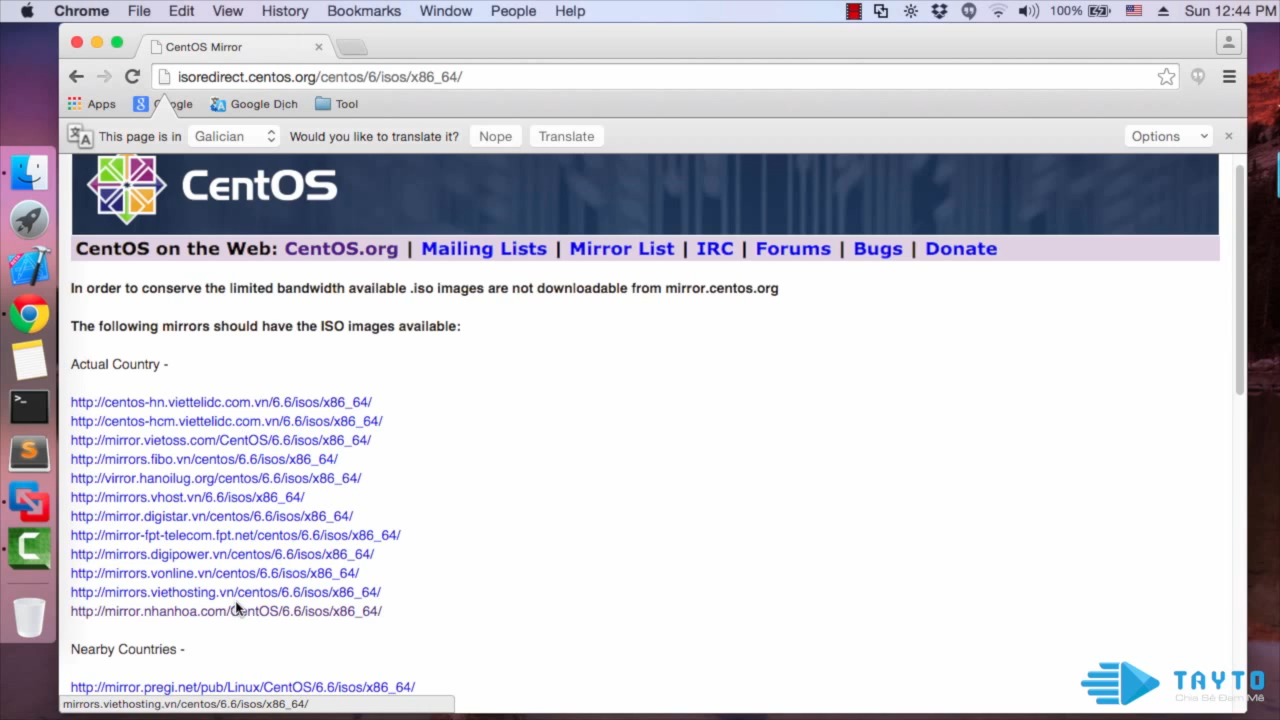 Chrome File Edit View History Bookmarks Window People Help 100% Sun 12:44 PM
CentOS Mirror
isoredirect.centos.org/centos/6/isos/x86_64/
Apps Google Google Dịch Tool
This page is in Galician Would you like to translate it? Nope Translate Options
CentOS
CentOS on the Web: CentOS.org | Mailing Lists | Mirror List | IRC | Forums | Bugs | Donate
In order to conserve the limited bandwidth available .iso images are not downloadable from mirror.centos.org
The following mirrors should have the ISO images available:
Actual Country -
http://centos-hn.viettelidc.com.vn/6.6/isos/x86_64/
http://centos-hcm.viettelidc.com.vn/6.6/isos/x86_64/
http://mirror.vietoss.com/CentOS/6.6/isos/x86_64/
http://mirrors.fibo.vn/centos/6.6/isos/x86_64/
http://virror.hanoilug.org/centos/6.6/isos/x86_64/
http://mirrors.vhost.vn/6.6/isos/x86_64/
http://mirror.digistar.vn/centos/6.6/isos/x86_64/
http://mirror-fpt-telecom.fpt.net/centos/6.6/isos/x86_64/
http://mirrors.digipower.vn/centos/6.6/isos/x86_64/
http://mirrors.vonline.vn/centos/6.6/isos/x86_64/
http://mirrors.viethosting.vn/centos/6.6/isos/x86_64/
http://mirror.nhanhoa.com/CentOS/6.6/isos/x86_64/
Nearby Countries -
http://mirror.pregi.net/pub/Linux/CentOS/6.6/isos/x86_64/
mirrors.viethosting.vn/centos/6.6/isos/x86_64/
TAYTO
Chia Sẻ Đam Mê